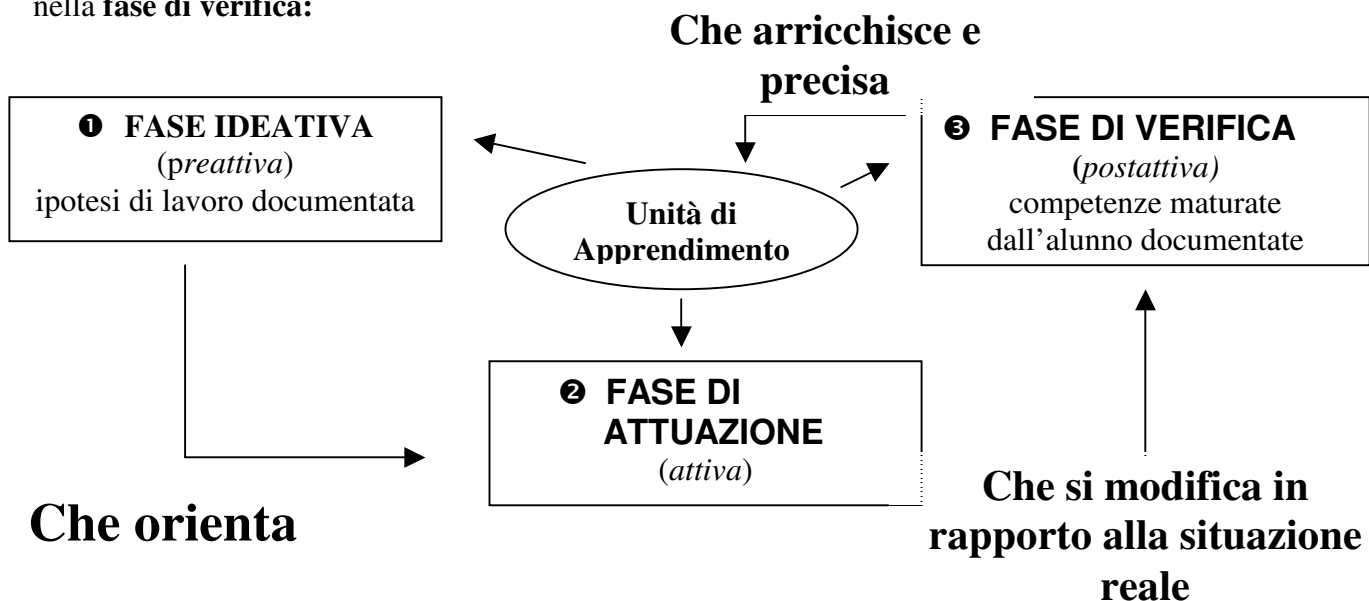 nella fase di verifica:
Che arricchisce e
precisa
❶ FASE IDEATIVA
(preattiva)
ipotesi di lavoro documentata
❸ FASE DI VERIFICA
(postattiva)
competenze maturate
dall'alunno documentate
Unità di
Apprendimento
❷ FASE DI
ATTUAZIONE
(attiva)
Che orienta
Che si modifica in
rapporto alla situazione
reale